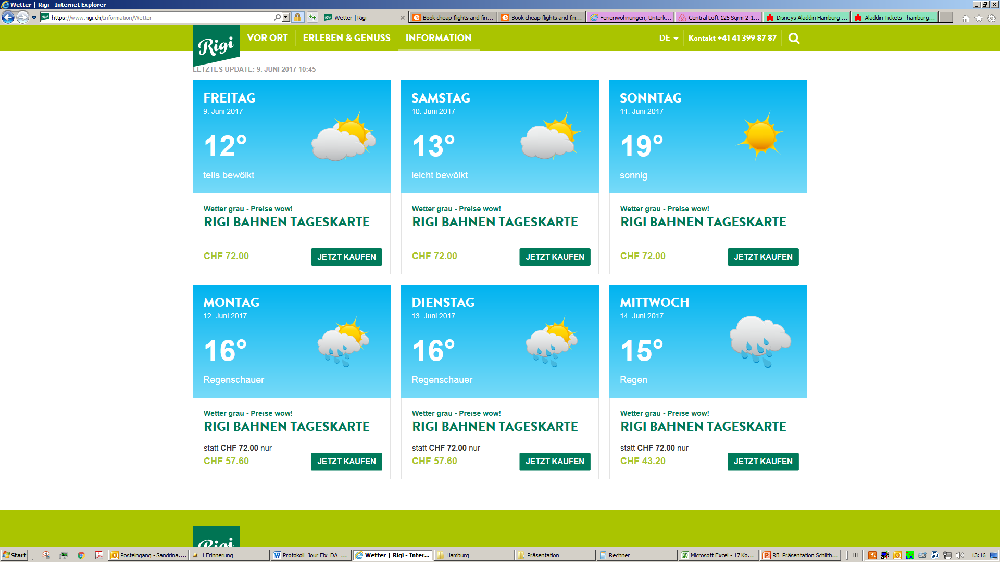 Wetter | Rigi - Internet Explorer
https://www.rigi.ch/Information/Wetter
Wetter | Rigi
Book cheap flights and fin...
Book cheap flights and fin...
Ferienwohnungen, Unterk...
Central Loft 125 Sqrm 2-1...
Disneys Aladdin Hamburg ...
Aladdin Tickets - hamburg...
Rigi
VOR ORT
ERLEBEN & GENUSS
INFORMATION
DE
Kontakt +41 41 399 87 87
LETZTES UPDATE: 9. JUNI 2017 10:45
FREITAG
9. Juni 2017
12°
teils bewölkt
Wetter grau - Preise wow!
RIGI BAHNEN TAGESKARTE
CHF 72.00
JETZT KAUFEN
SAMSTAG
10. Juni 2017
13°
leicht bewölkt
Wetter grau - Preise wow!
RIGI BAHNEN TAGESKARTE
CHF 72.00
JETZT KAUFEN
SONNTAG
11. Juni 2017
19°
sonnig
Wetter grau - Preise wow!
RIGI BAHNEN TAGESKARTE
CHF 72.00
JETZT KAUFEN
MONTAG
12. Juni 2017
16°
Regenschauer
Wetter grau - Preise wow!
RIGI BAHNEN TAGESKARTE
statt CHF 72.00 nur
CHF 57.60
JETZT KAUFEN
DIENSTAG
13. Juni 2017
16°
Regenschauer
Wetter grau - Preise wow!
RIGI BAHNEN TAGESKARTE
statt CHF 72.00 nur
CHF 57.60
JETZT KAUFEN
MITTWOCH
14. Juni 2017
15°
Regen
Wetter grau - Preise wow!
RIGI BAHNEN TAGESKARTE
statt CHF 72.00 nur
CHF 43.20
JETZT KAUFEN
Rigi
Start
Posteingang - Sandrina....
1 Erinnerung
Protokoll_Jour Fix_DA_...
Wetter | Rigi - Inter...
Hamburg
Präsentation
Rechner
Microsoft Excel - 17 Ko...
RB_Präsentation Schilth...
DE
13:16